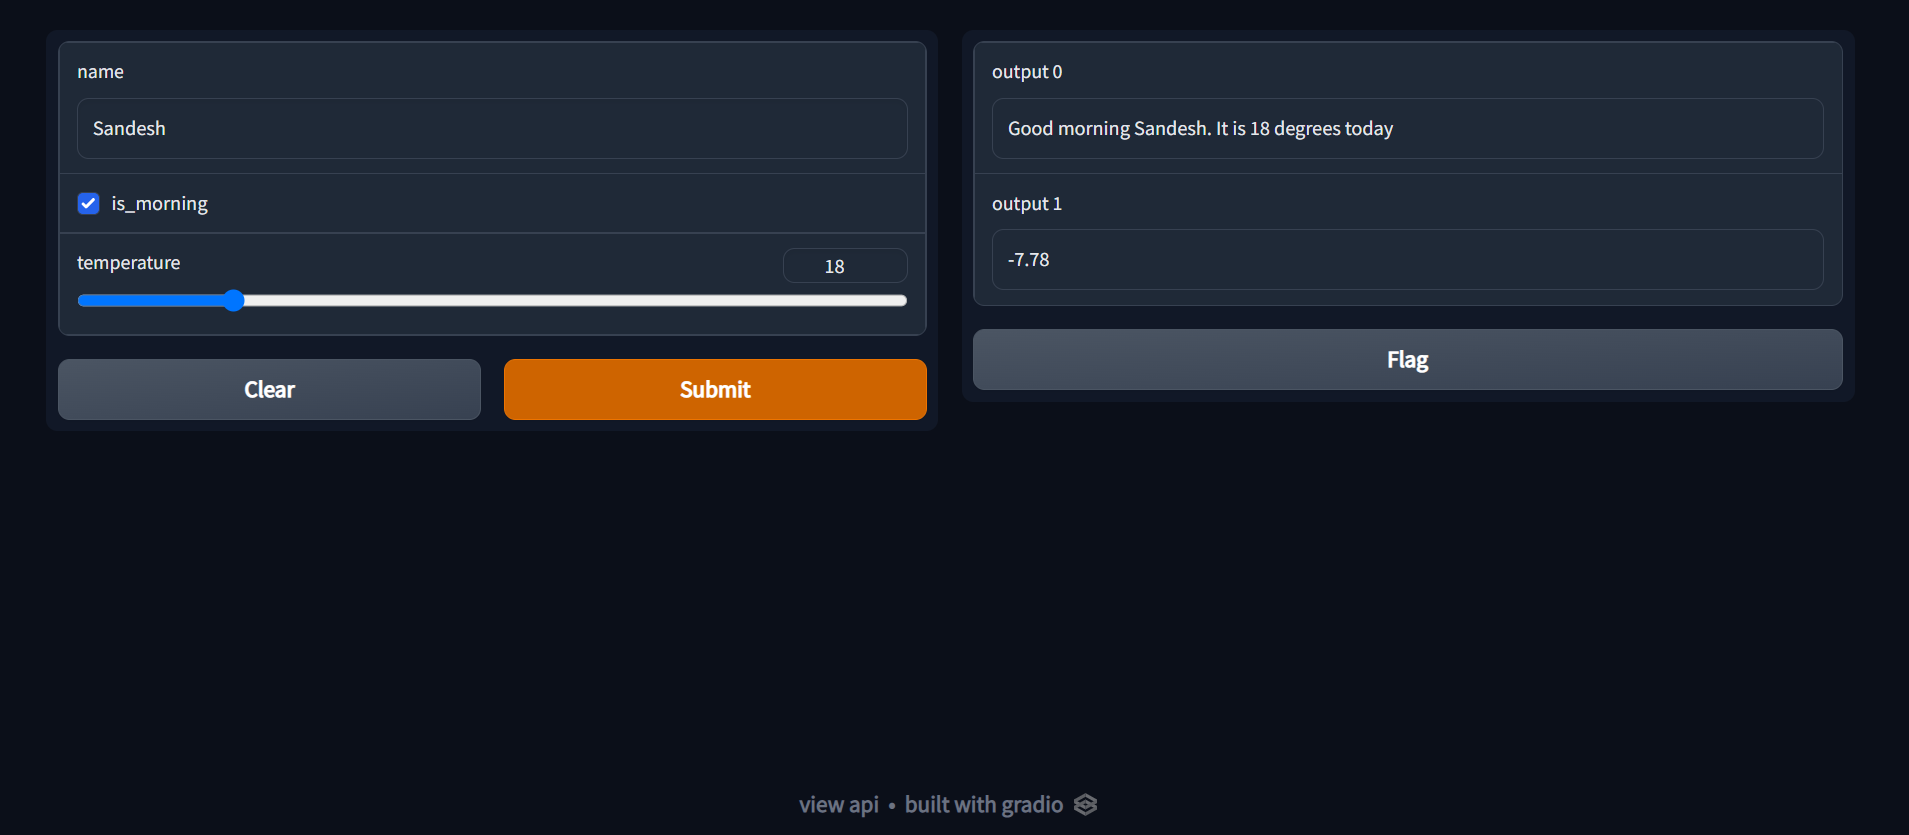 name
Sandesh
is_morning
temperature
18
Clear
Submit
output 0
Good morning Sandesh. It is 18 degrees today
output 1
-7.78
Flag
view api • built with gradio